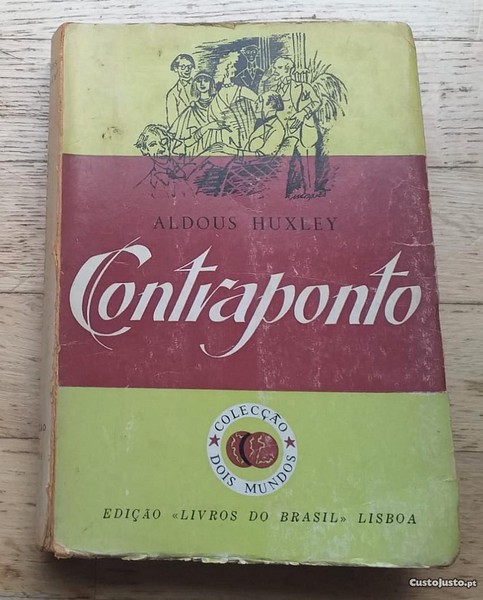 ALDOUS HUXLEY
Contraponto
COLECÇÃO
DOIS MUNDOS
EDIÇÃO «LIVROS DO BRASIL» LISBOA
CustoJusto.pt